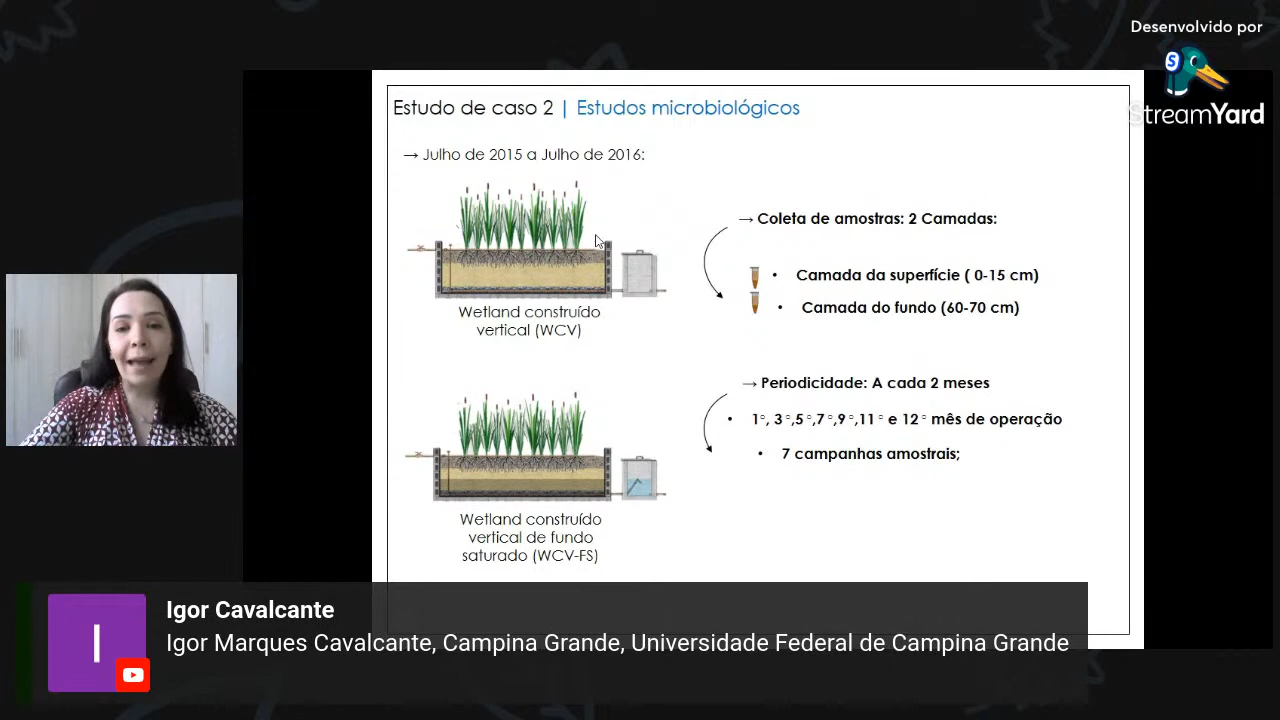 Desenvolvido por
S
StreamYard
Estudo de caso 2 | Estudos microbiológicos
→ Julho de 2015 a Julho de 2016:
Wetland construído
vertical (WCV)
Wetland construído
vertical de fundo
saturado (WCV-FS)
→ Coleta de amostras: 2 Camadas:
• Camada da superfície ( 0-15 cm)
• Camada do fundo (60-70 cm)
→ Periodicidade: A cada 2 meses
• 1°, 3°,5°,7°,9°,11° e 12° mês de operação
• 7 campanhas amostrais;
I
Igor Cavalcante
Igor Marques Cavalcante, Campina Grande, Universidade Federal de Campina Grande